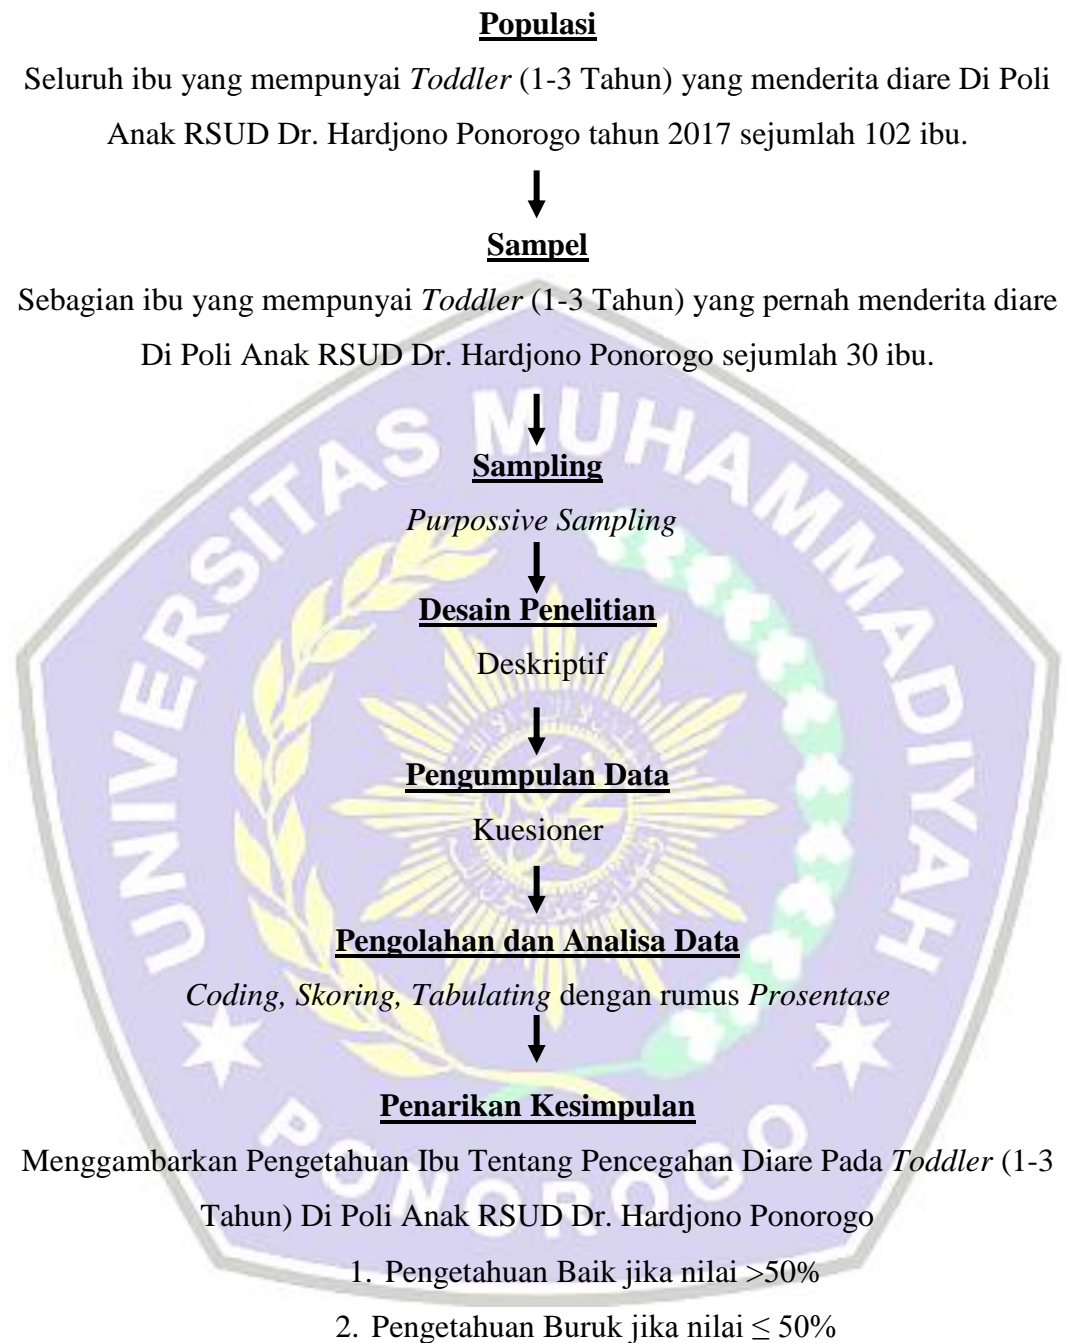 Populasi
Seluruh ibu yang mempunyai Toddler (1-3 Tahun) yang menderita diare Di Poli
Anak RSUD Dr. Hardjono Ponorogo tahun 2017 sejumlah 102 ibu.
Sampel
Sebagian ibu yang mempunyai Toddler (1-3 Tahun) yang pernah menderita diare
Di Poli Anak RSUD Dr. Hardjono Ponorogo sejumlah 30 ibu.
Sampling
Purpossive Sampling
Desain Penelitian
Deskriptif
Pengumpulan Data
Kuesioner
Pengolahan dan Analisa Data
Coding, Skoring, Tabulating dengan rumus Prosentase
Penarikan Kesimpulan
Menggambarkan Pengetahuan Ibu Tentang Pencegahan Diare Pada Toddler (1-3
Tahun) Di Poli Anak RSUD Dr. Hardjono Ponorogo
1. Pengetahuan Baik jika nilai >50%
2. Pengetahuan Buruk jika nilai ≤ 50%
UNIVERSITAS MUHAMMADIYAH
PONOROGO